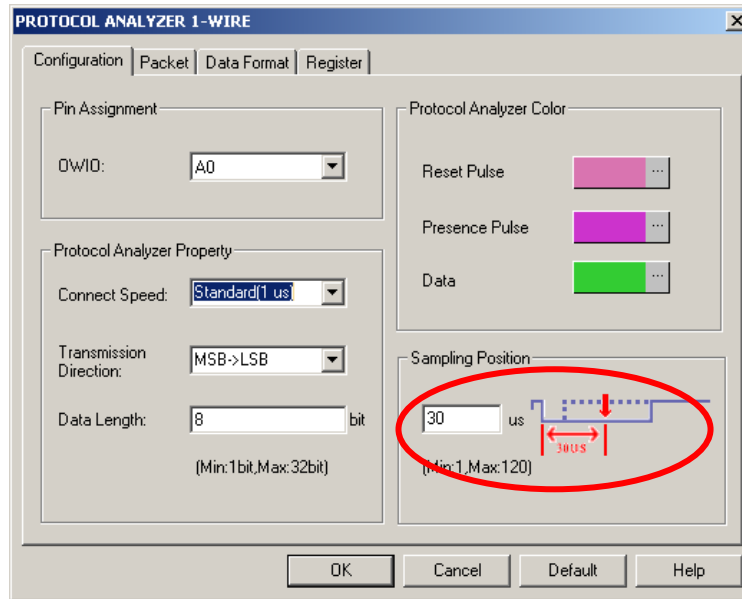 PROTOCOL ANALYZER 1-WIRE
Configuration
Packet
Data Format
Register
Pin Assignment
OWIO:
A0
Protocol Analyzer Property
Connect Speed:
Standard(1 us)
Transmission
Direction:
MSB->LSB
Data Length:
8
bit
(Min:1bit,Max:32bit)
Protocol Analyzer Color
Reset Pulse
...
Presence Pulse
...
Data
...
Sampling Position
30
us
30US
(Min:1,Max:120)
OK
Cancel
Default
Help